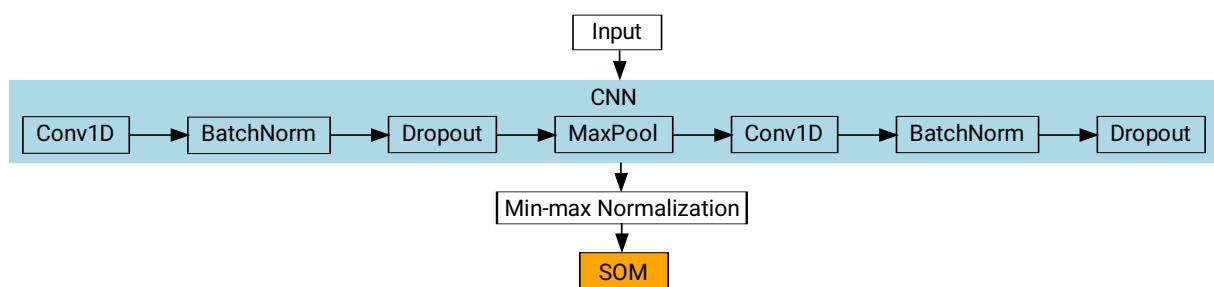 Input
CNN
Conv1D BatchNorm Dropout MaxPool Conv1D BatchNorm Dropout
Min-max Normalization
SOM